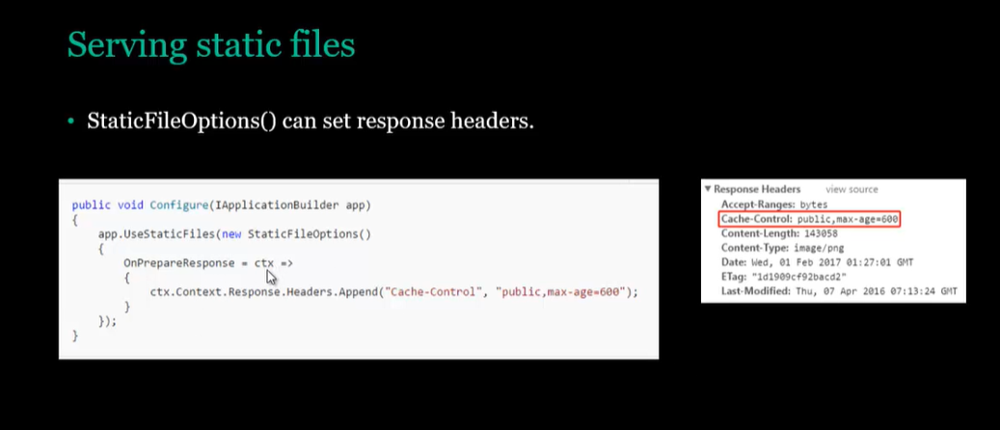 Serving static files
• StaticFileOptions() can set response headers.
public void Configure(IApplicationBuilder app)
{
app.UseStaticFiles(new StaticFileOptions()
{
OnPrepareResponse = ctx =>
{
ctx.Context.Response.Headers.Append("Cache-Control", "public,max-age=600");
}
});
}
▼ Response Headers view source
Accept-Ranges: bytes
Cache-Control: public,max-age=600
Content-Length: 143058
Content-Type: image/png
Date: Wed, 01 Feb 2017 01:27:01 GMT
ETag: "1d1909cf92bacd2"
Last-Modified: Thu, 07 Apr 2016 07:13:24 GMT